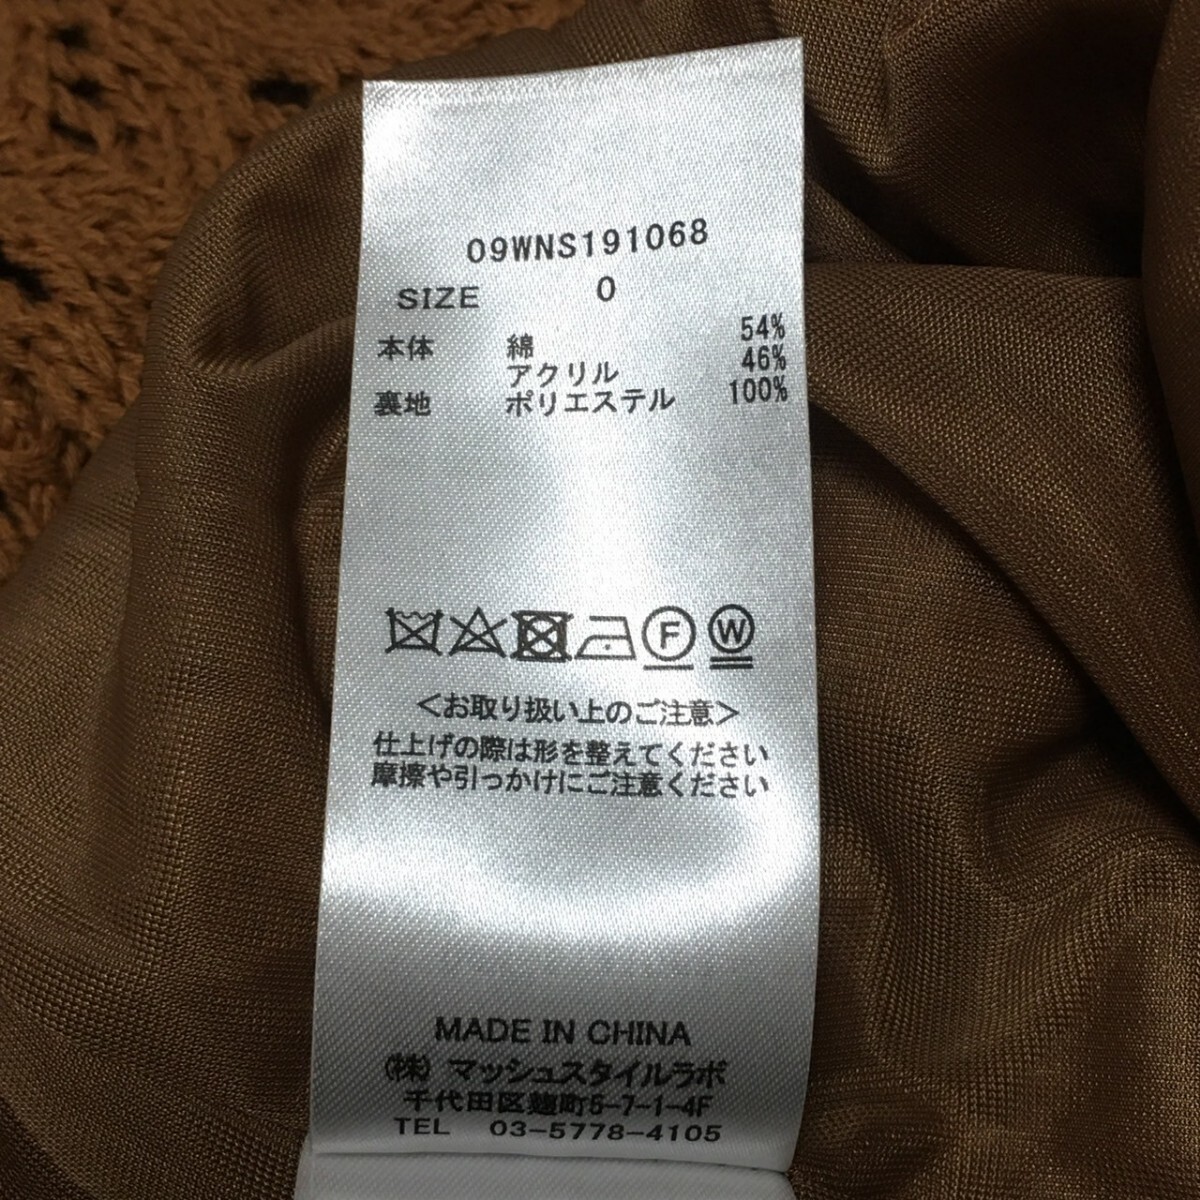 09WNS191068
SIZE 0
本体 綿 54%
アクリル 46%
裏地 ポリエステル 100%
F W
<お取り扱い上のご注意>
仕上げの際は形を整えてください
摩擦や引っかけにご注意ください
MADE IN CHINA
(株) マッシュスタイルラボ
千代田区麹町5-7-1-4F
TEL 03-5778-4105